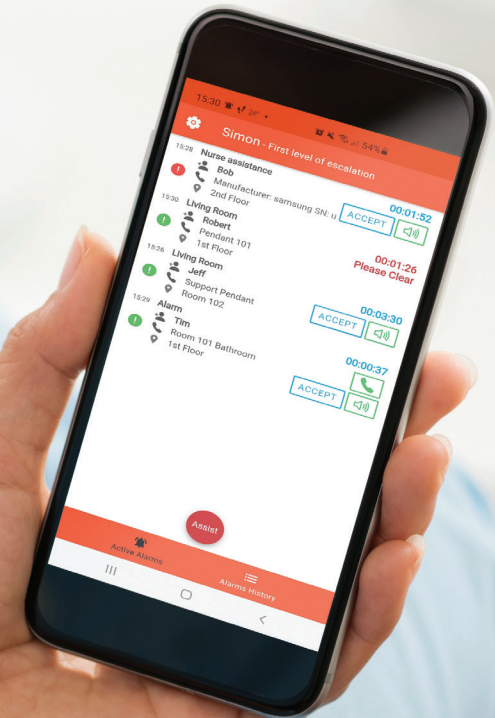 15:30 24° 54%
Simon - First level of escalation
15:28 Nurse assistance
Bob 00:01:52
Manufacturer: samsung SN: u ACCEPT
2nd Floor
15:30 Living Room
Robert 00:01:26
Pendant 101 Please Clear
1st Floor
15:26 Living Room
Jeff 00:03:30
Support Pendant ACCEPT
Room 102
15:29 Alarm
Tim 00:00:37
Room 101 Bathroom
1st Floor ACCEPT
Assist
Active Alarms Alarms History